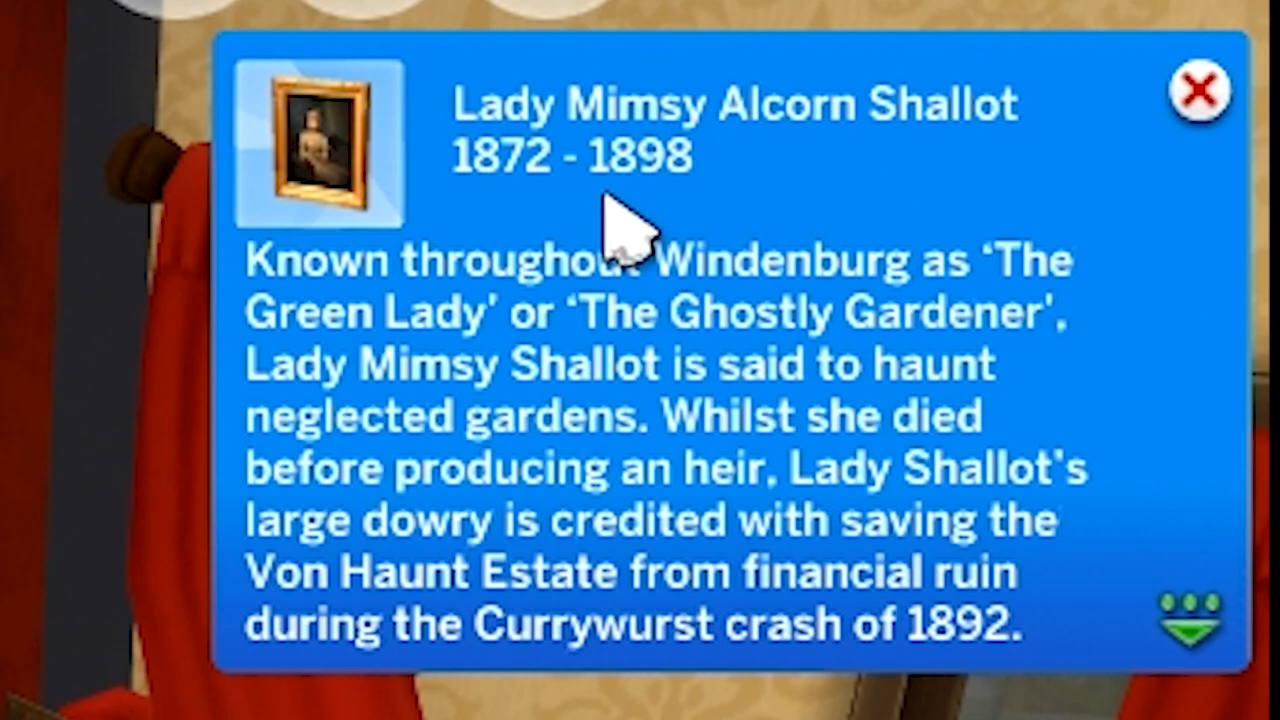 Lady Mimsy Alcorn Shallot
1872 - 1898
Known throughout Windenburg as ‘The
Green Lady’ or ‘The Ghostly Gardener’,
Lady Mimsy Shallot is said to haunt
neglected gardens. Whilst she died
before producing an heir, Lady Shallot's
large dowry is credited with saving the
Von Haunt Estate from financial ruin
during the Currywurst crash of 1892.